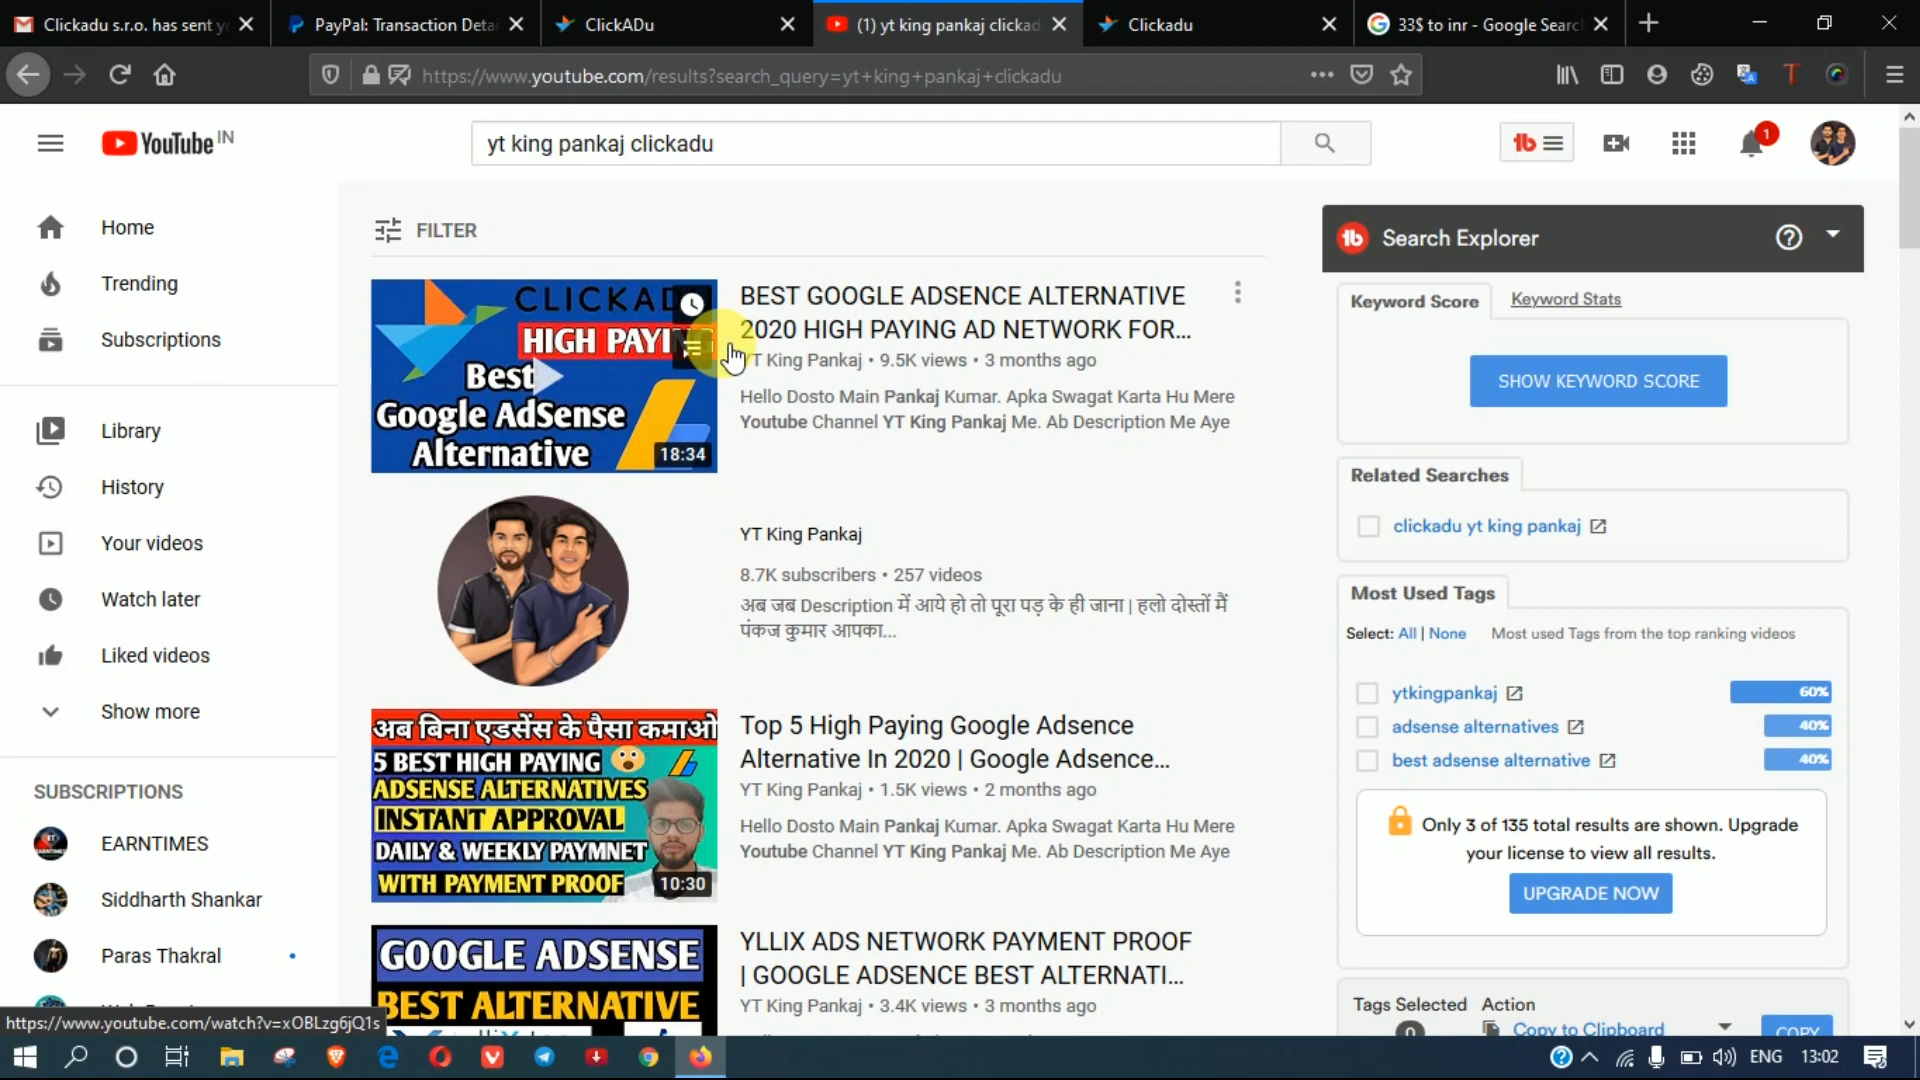 Clickadu s.r.o. has sent yo
PayPal: Transaction Detai
ClickADu
(1) yt king pankaj clickad
Clickadu
33$ to inr - Google Searc
https://www.youtube.com/results?search_query=yt+king+pankaj+clickadu
YouTube IN
yt king pankaj clickadu
1
Home
Trending
Subscriptions
Library
History
Your videos
Watch later
Liked videos
Show more
SUBSCRIPTIONS
EARNTIMES
Siddharth Shankar
Paras Thakral
https://www.youtube.com/watch?v=xOBLzg6jQ1s
FILTER
CLICKAD
HIGH PAYING
Best
Google AdSense
Alternative
18:34
BEST GOOGLE ADSENCE ALTERNATIVE
2020 HIGH PAYING AD NETWORK FOR...
YT King Pankaj • 9.5K views • 3 months ago
Hello Dosto Main Pankaj Kumar. Apka Swagat Karta Hu Mere
Youtube Channel YT King Pankaj Me. Ab Description Me Aye
YT King Pankaj
8.7K subscribers • 257 videos
अब जब Description में आये हो तो पूरा पड़ के ही जाना | हलो दोस्तों मैं
पंकज कुमार आपका...
अब बिना एडसेंस के पैसा कमाओ
5 BEST HIGH PAYING
ADSENSE ALTERNATIVES
INSTANT APPROVAL
DAILY & WEEKLY PAYMNET
WITH PAYMENT PROOF
10:30
Top 5 High Paying Google Adsence
Alternative In 2020 | Google Adsence...
YT King Pankaj • 1.5K views • 2 months ago
Hello Dosto Main Pankaj Kumar. Apka Swagat Karta Hu Mere
Youtube Channel YT King Pankaj Me. Ab Description Me Aye
GOOGLE ADSENSE
BEST ALTERNATIVE
YLLIX ADS NETWORK PAYMENT PROOF
| GOOGLE ADSENCE BEST ALTERNATI...
YT King Pankaj • 3.4K views • 3 months ago
Search Explorer
Keyword Score
Keyword Stats
SHOW KEYWORD SCORE
Related Searches
clickadu yt king pankaj
Most Used Tags
Select: All | None Most used Tags from the top ranking videos
ytkingpankaj 60%
adsense alternatives 40%
best adsense alternative 40%
Only 3 of 135 total results are shown. Upgrade
your license to view all results.
UPGRADE NOW
Tags Selected Action
0 Copy to Clipboard COPY
ENG 13:02